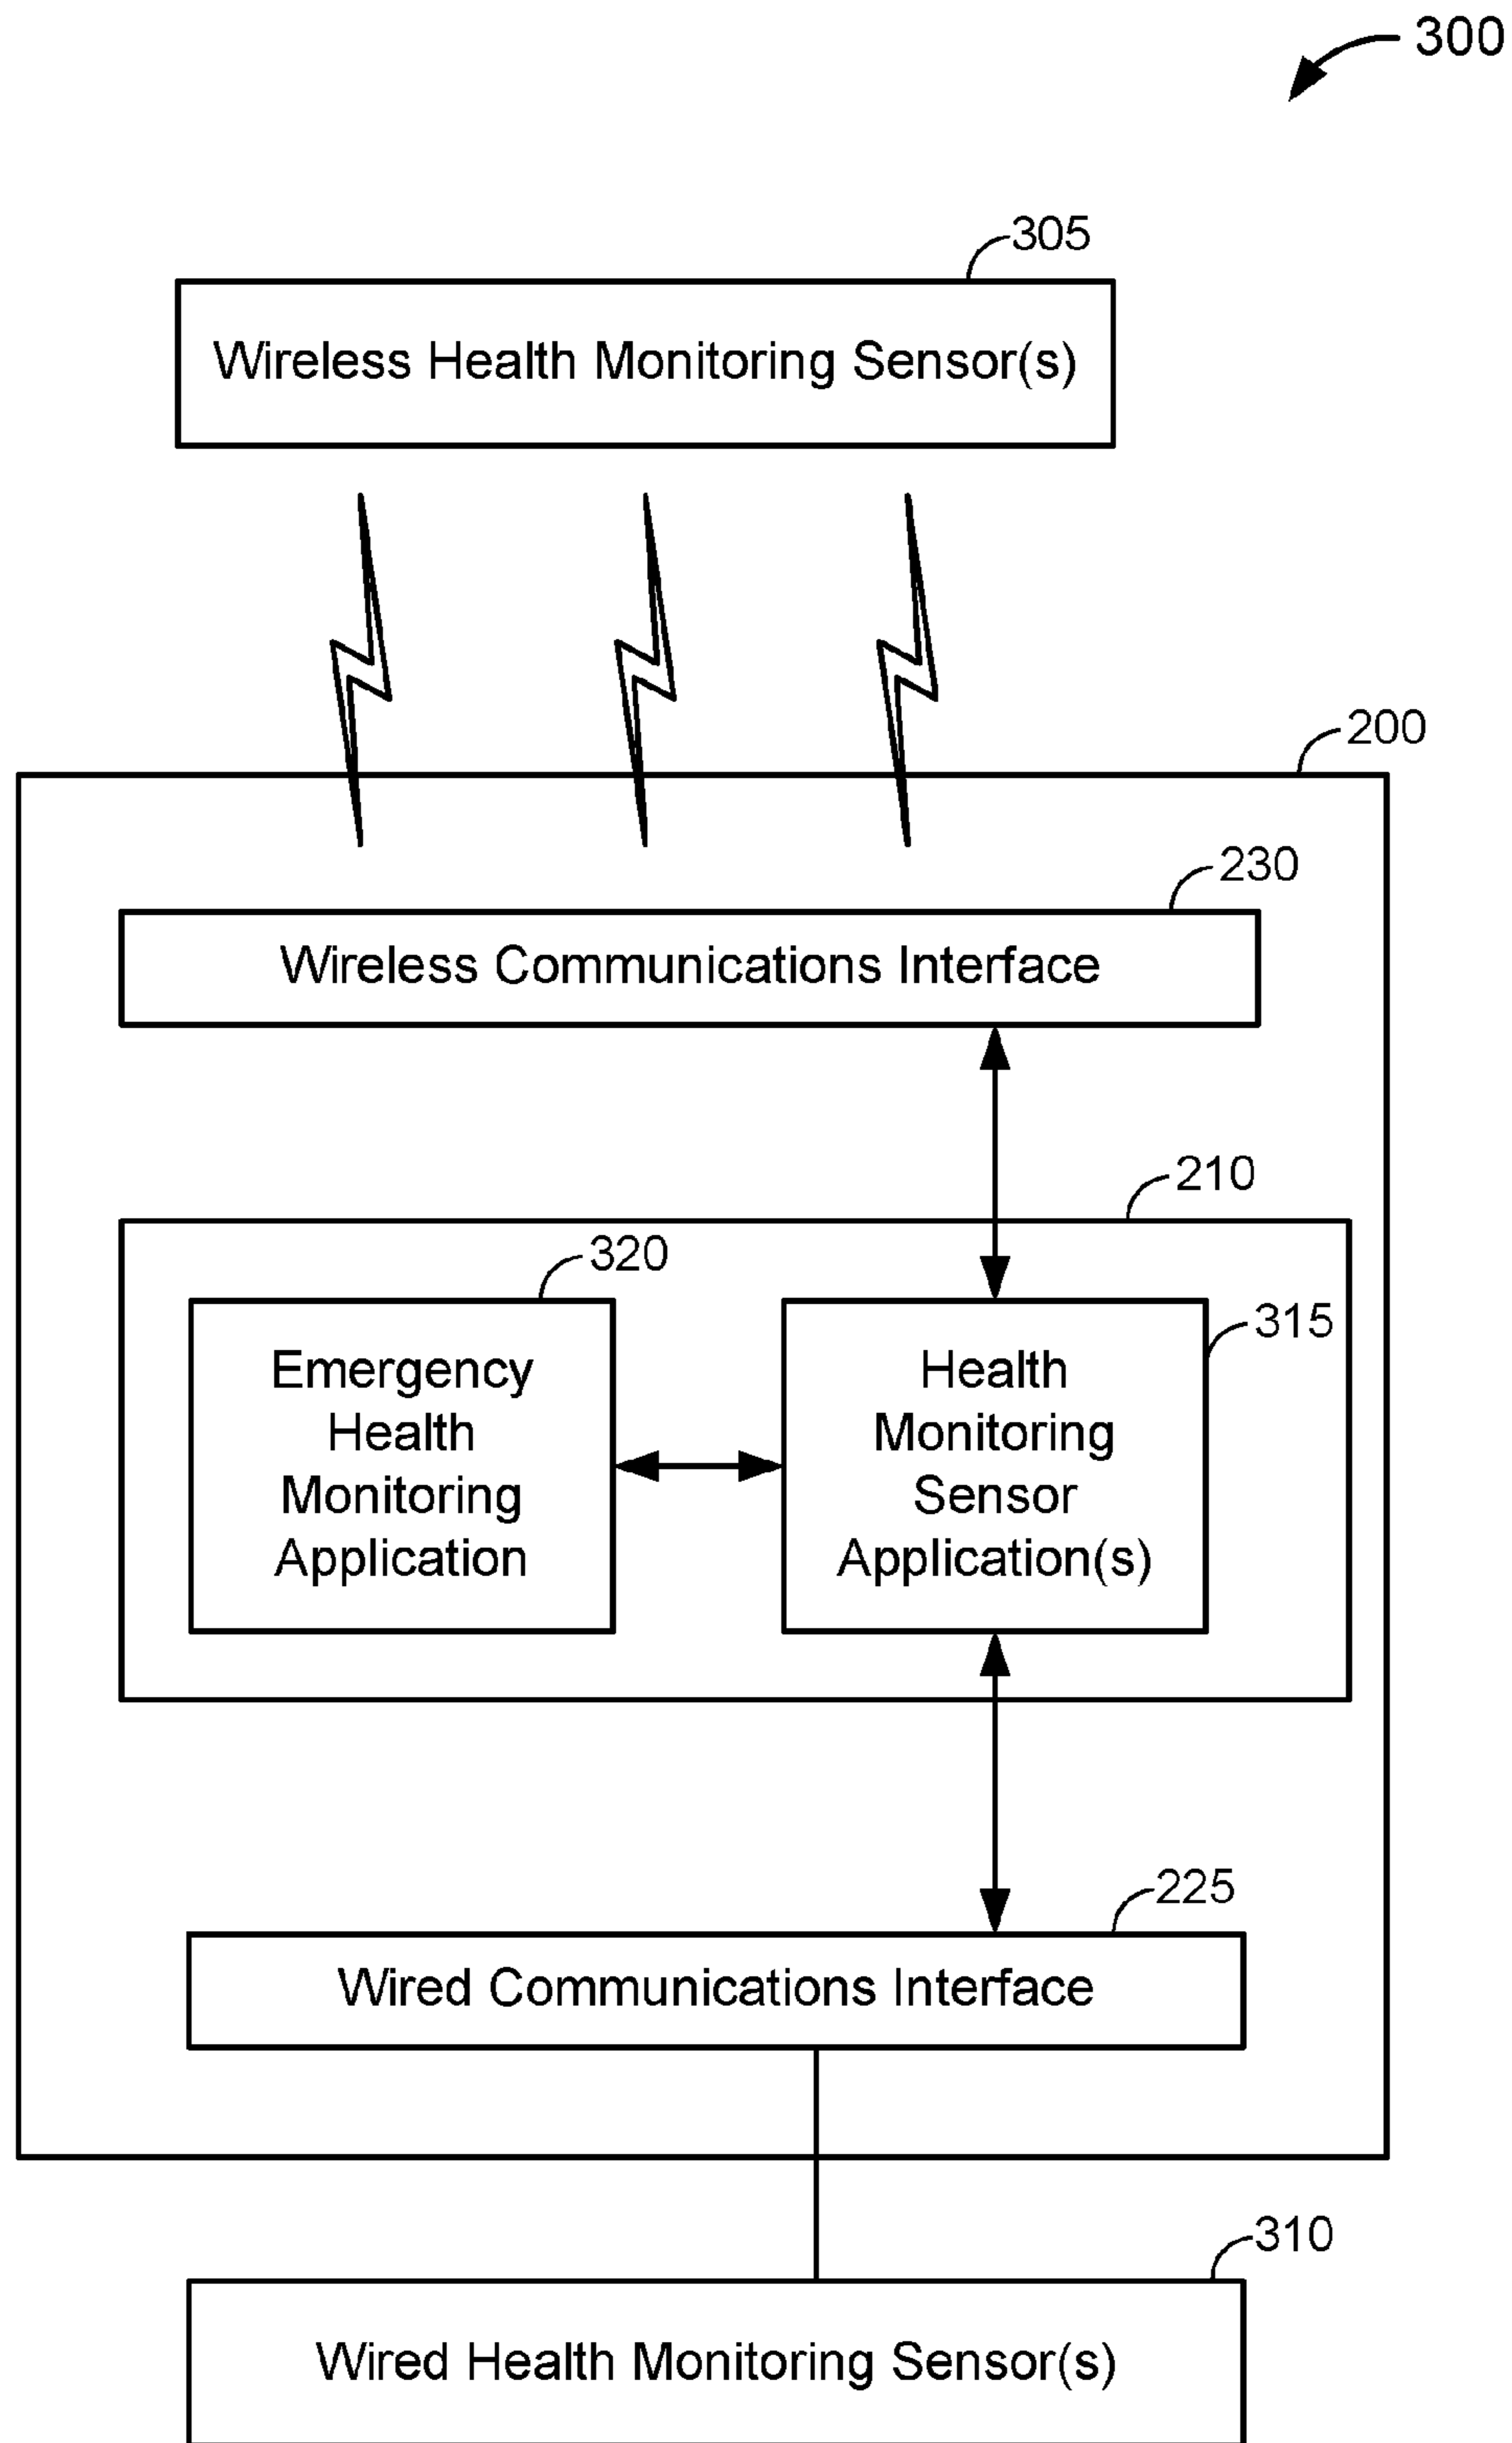 300
305
Wireless Health Monitoring Sensor(s)
200
230
Wireless Communications Interface
210
320
Emergency
Health
Monitoring
Application
315
Health
Monitoring
Sensor
Application(s)
225
Wired Communications Interface
310
Wired Health Monitoring Sensor(s)